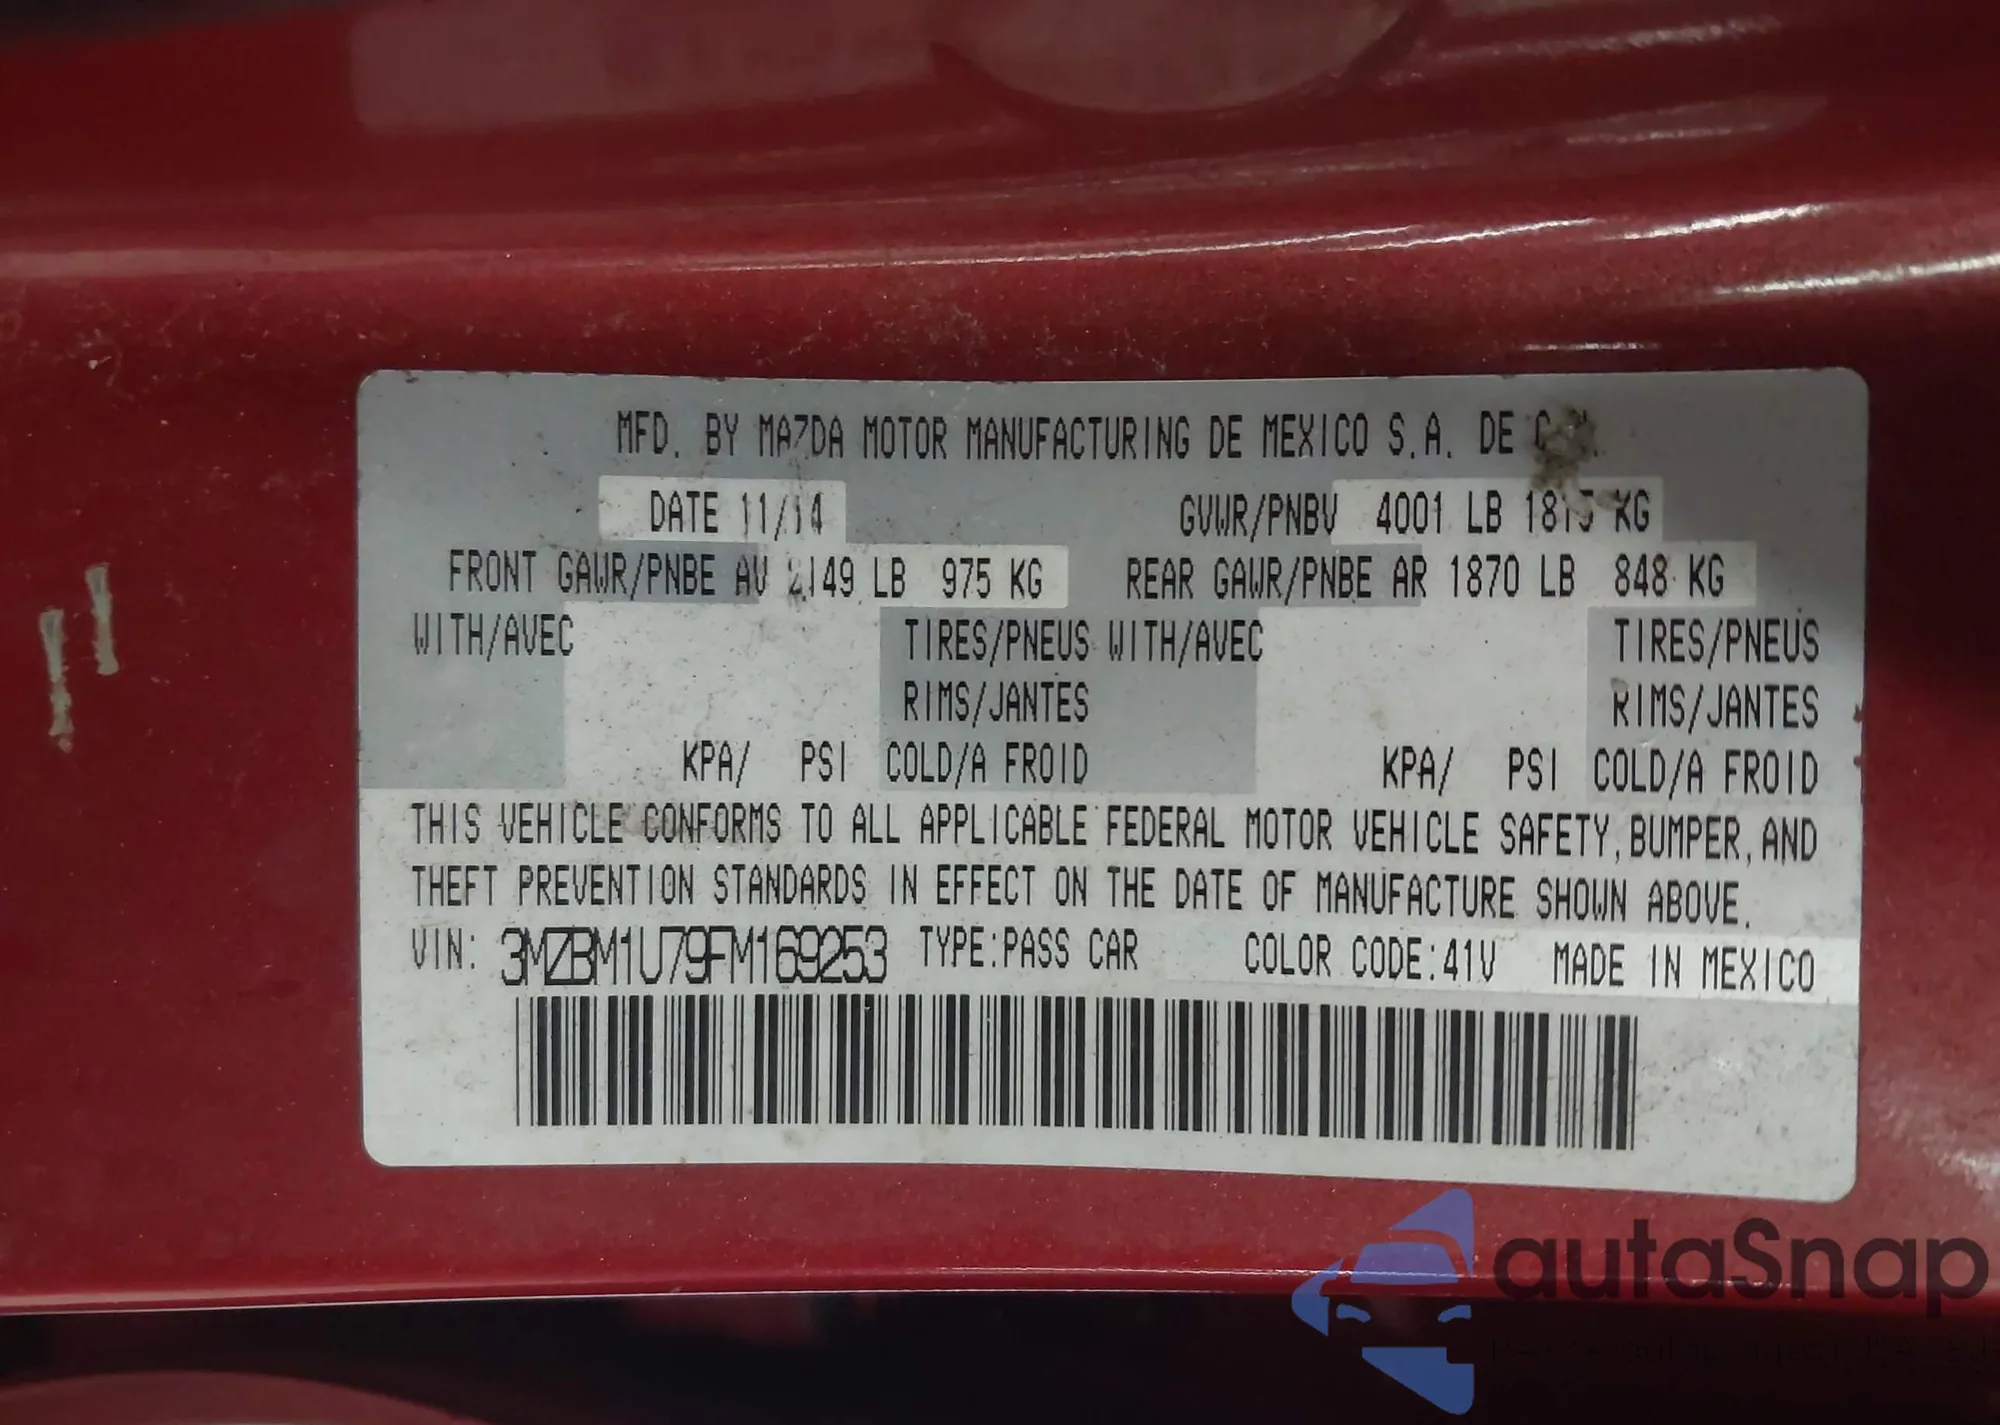 MFD. BY MAZDA MOTOR MANUFACTURING DE MEXICO S.A. DE
DATE 11/14 GVWR/PNBV 4001 LB 1815 KG
FRONT GAWR/PNBE AV 2149 LB 975 KG REAR GAWR/PNBE AR 1870 LB 848 KG
WITH/AVEC TIRES/PNEUS WITH/AVEC TIRES/PNEUS
RIMS/JANTES RIMS/JANTES
KPA/ PSI COLD/A FROID KPA/ PSI COLD/A FROID
THIS VEHICLE CONFORMS TO ALL APPLICABLE FEDERAL MOTOR VEHICLE SAFETY, BUMPER, AND
THEFT PREVENTION STANDARDS IN EFFECT ON THE DATE OF MANUFACTURE SHOWN ABOVE.
VIN: 3MZBM1U79FM169253 TYPE:PASS CAR COLOR CODE:41V MADE IN MEXICO
autaSnap